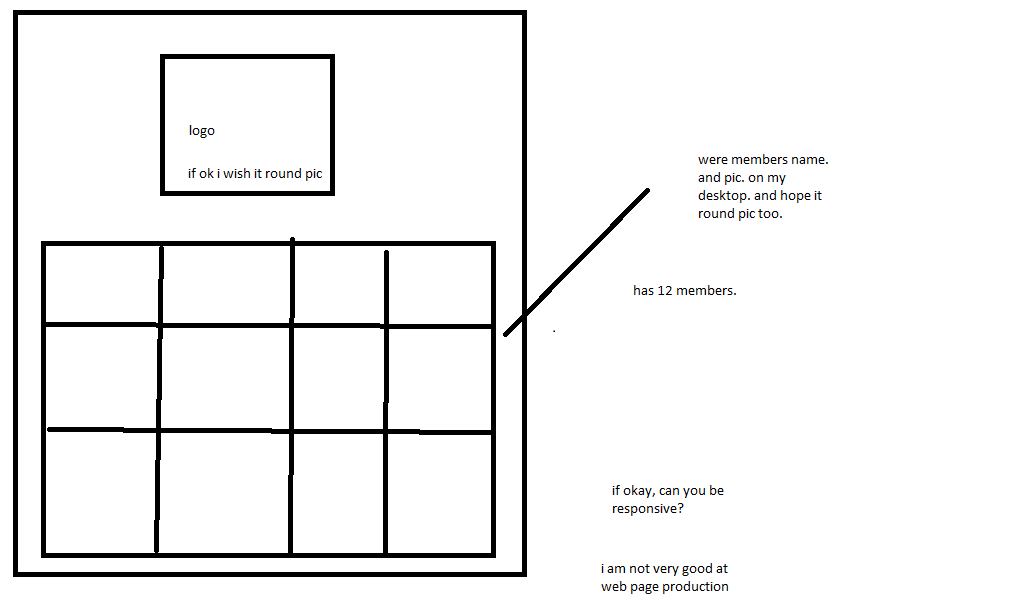 logo
if ok i wish it round pic
were members name.
and pic. on my
desktop. and hope it
round pic too.
has 12 members.
if okay, can you be
responsive?
i am not very good at
web page production